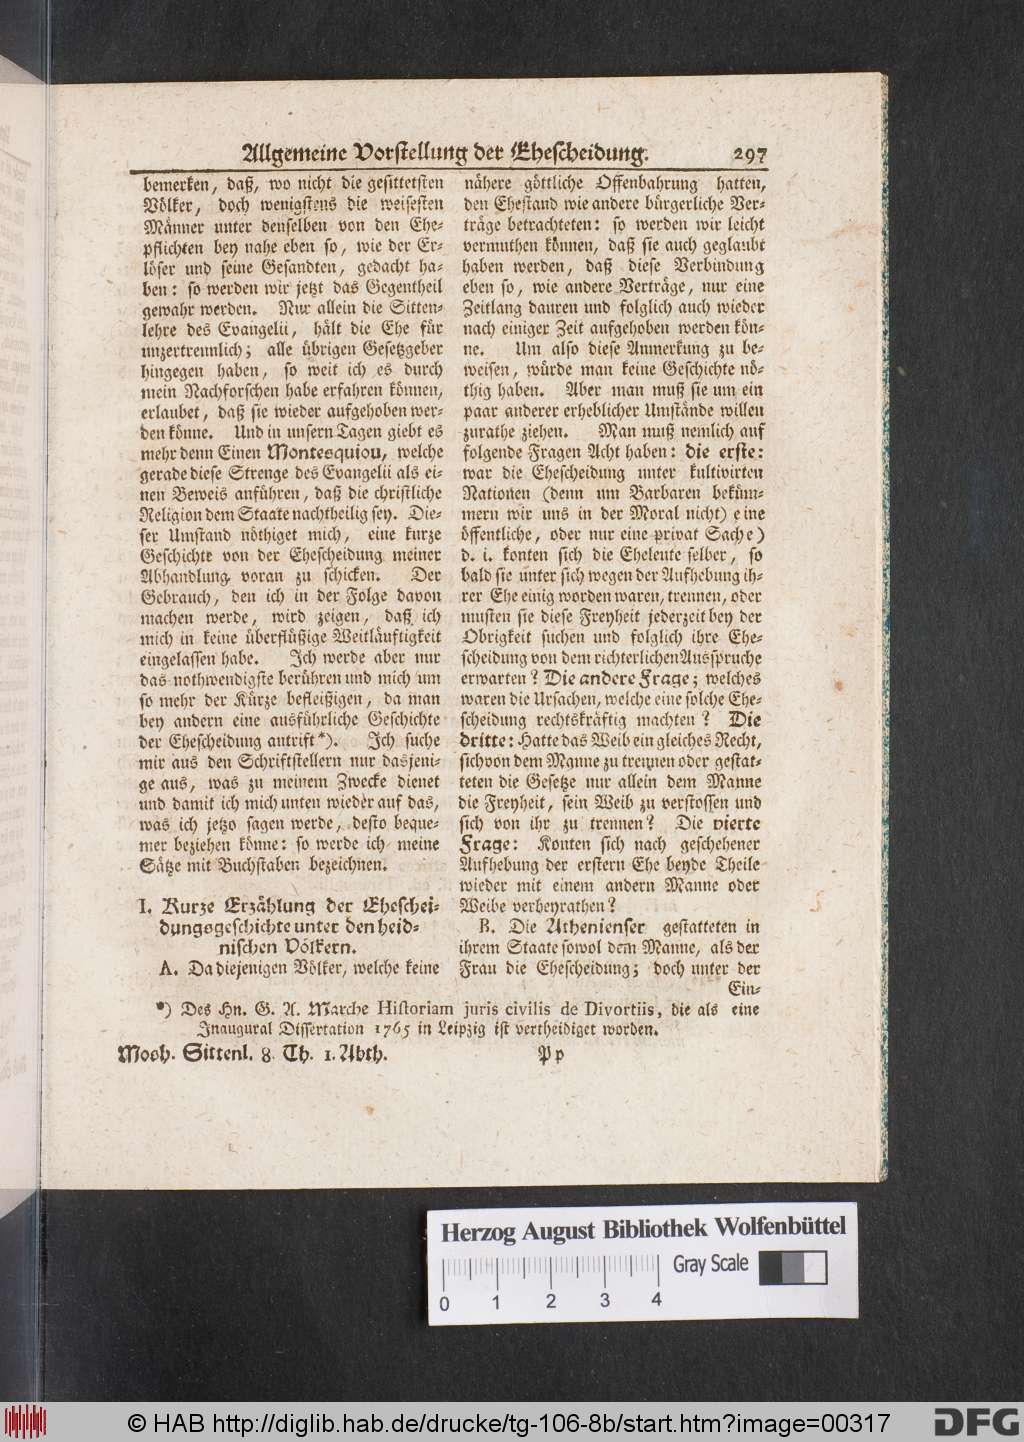 Allgemeine Vorstellung der Ehescheidung. 297
bemerken, daß, wo nicht die gesittetsten
Völker, doch wenigstens die weisesten
Männer unter denselben von den Ehe-
pflichten bey nahe eben so, wie der Er-
löser und seine Gesandten, gedacht ha-
ben: so werden wir jetzt das Gegentheil
gewahr werden. Nur allein die Sitten-
lehre des Evangelii, hält die Ehe für
unzertrennlich; alle übrigen Gesetzgeber
hingegen haben, so weit ich es durch
mein Nachforschen habe erfahren können,
erlaubet, daß sie wieder aufgehoben wer-
den könne. Und in unsern Tagen giebt es
mehr denn Einen Montesquiou, welche
gerade diese Strenge des Evangelii als ei-
nen Beweis anführen, daß die christliche
Religion dem Staate nachtheilig sey. Die-
ser Umstand nöthiget mich, eine kurze
Geschichte von der Ehescheidung meiner
Abhandlung voran zu schicken. Der
Gebrauch, den ich in der Folge davon
machen werde, wird zeigen, daß ich
mich in keine überflüßige Weitläuftigkeit
eingelassen habe. Ich werde aber nur
das nothwendigste berühren und mich um
so mehr der Kürze befleißigen, da man
bey andern eine ausführliche Geschichte
der Ehescheidung antrift*). Ich suche
mir aus den Schriftstellern nur dasjeni-
ge aus, was zu meinem Zwecke dienet
und damit ich mich unten wieder auf das,
was ich jetzo sagen werde, desto beque-
mer beziehen könne: so werde ich meine
Sätze mit Buchstaben bezeichnen.
I. Kurze Erzählung der Eheschei-
dungsgeschichte unter den heid-
nischen Völkern.
A. Da diejenigen Völker, welche keine
nähere göttliche Offenbahrung hatten,
den Ehestand wie andere bürgerliche Ver-
träge betrachteten: so werden wir leicht
vermuthen können, daß sie auch geglaubt
haben werden, daß diese Verbindung
eben so, wie andere Verträge, nur eine
Zeitlang dauren und folglich auch wieder
nach einiger Zeit aufgehoben werden kön-
ne. Um also diese Anmerkung zu be-
weisen, würde man keine Geschichte nö-
thig haben. Aber man muß sie um ein
paar anderer erheblicher Umstände willen
zurathe ziehen. Man muß nemlich auf
folgende Fragen Acht haben: die erste:
war die Ehescheidung unter kultivirten
Nationen (denn um Barbaren beküm-
mern wir uns in der Moral nicht) eine
öffentliche, oder nur eine privat Sache)
d. i. konten sich die Eheleute selber, so
bald sie unter sich wegen der Aufhebung ih-
rer Ehe einig worden waren, trennen, oder
musten sie diese Freyheit jederzeit bey der
Obrigkeit suchen und folglich ihre Ehe-
scheidung von dem richterlichen Ausspruche
erwarten? Die andere Frage; welches
waren die Ursachen, welche eine solche Ehe-
scheidung rechtskräftig machten? Die
dritte: Hatte das Weib ein gleiches Recht,
sich von dem Manne zu trennen oder gestat-
teten die Gesetze nur allein dem Manne
die Freyheit, sein Weib zu verstossen und
sich von ihr zu trennen? Die vierte
Frage: Konten sich nach geschehener
Aufhebung der erstern Ehe beyde Theile
wieder mit einem andern Manne oder
Weibe verheyrathen?
B. Die Athenienser gestatteten in
ihrem Staate sowol dem Manne, als der
Frau die Ehescheidung; doch unter der
Ein-
*) Des Hn. G. A. Marche Historiam juris civilis de Divortiis, die als eine
Inaugural Dissertation 1765 in Leipzig ist vertheidiget worden.
Mosh. Sittenl. 8. Th. 1. Abth. Pp
Herzog August Bibliothek Wolfenbüttel
Gray Scale
0 1 2 3 4
© HAB http://diglib.hab.de/drucke/tg-106-8b/start.htm?image=00317
DFG